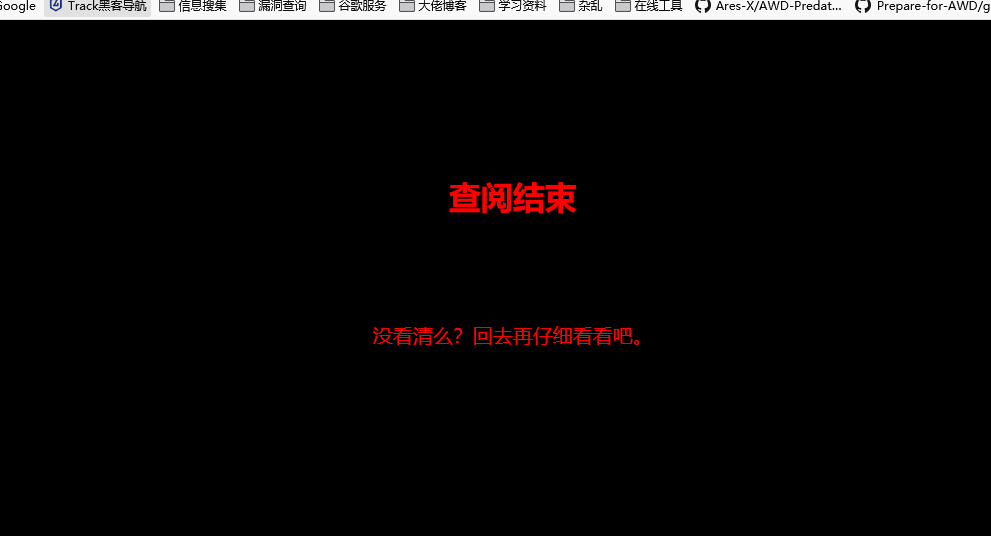 Google Track黑客导航 信息搜集 漏洞查询 谷歌服务 大佬博客 学习资料 杂乱 在线工具 Ares-X/AWD-Predat... Prepare-for-AWD/g
查阅结束
没看清么？回去再仔细看看吧。